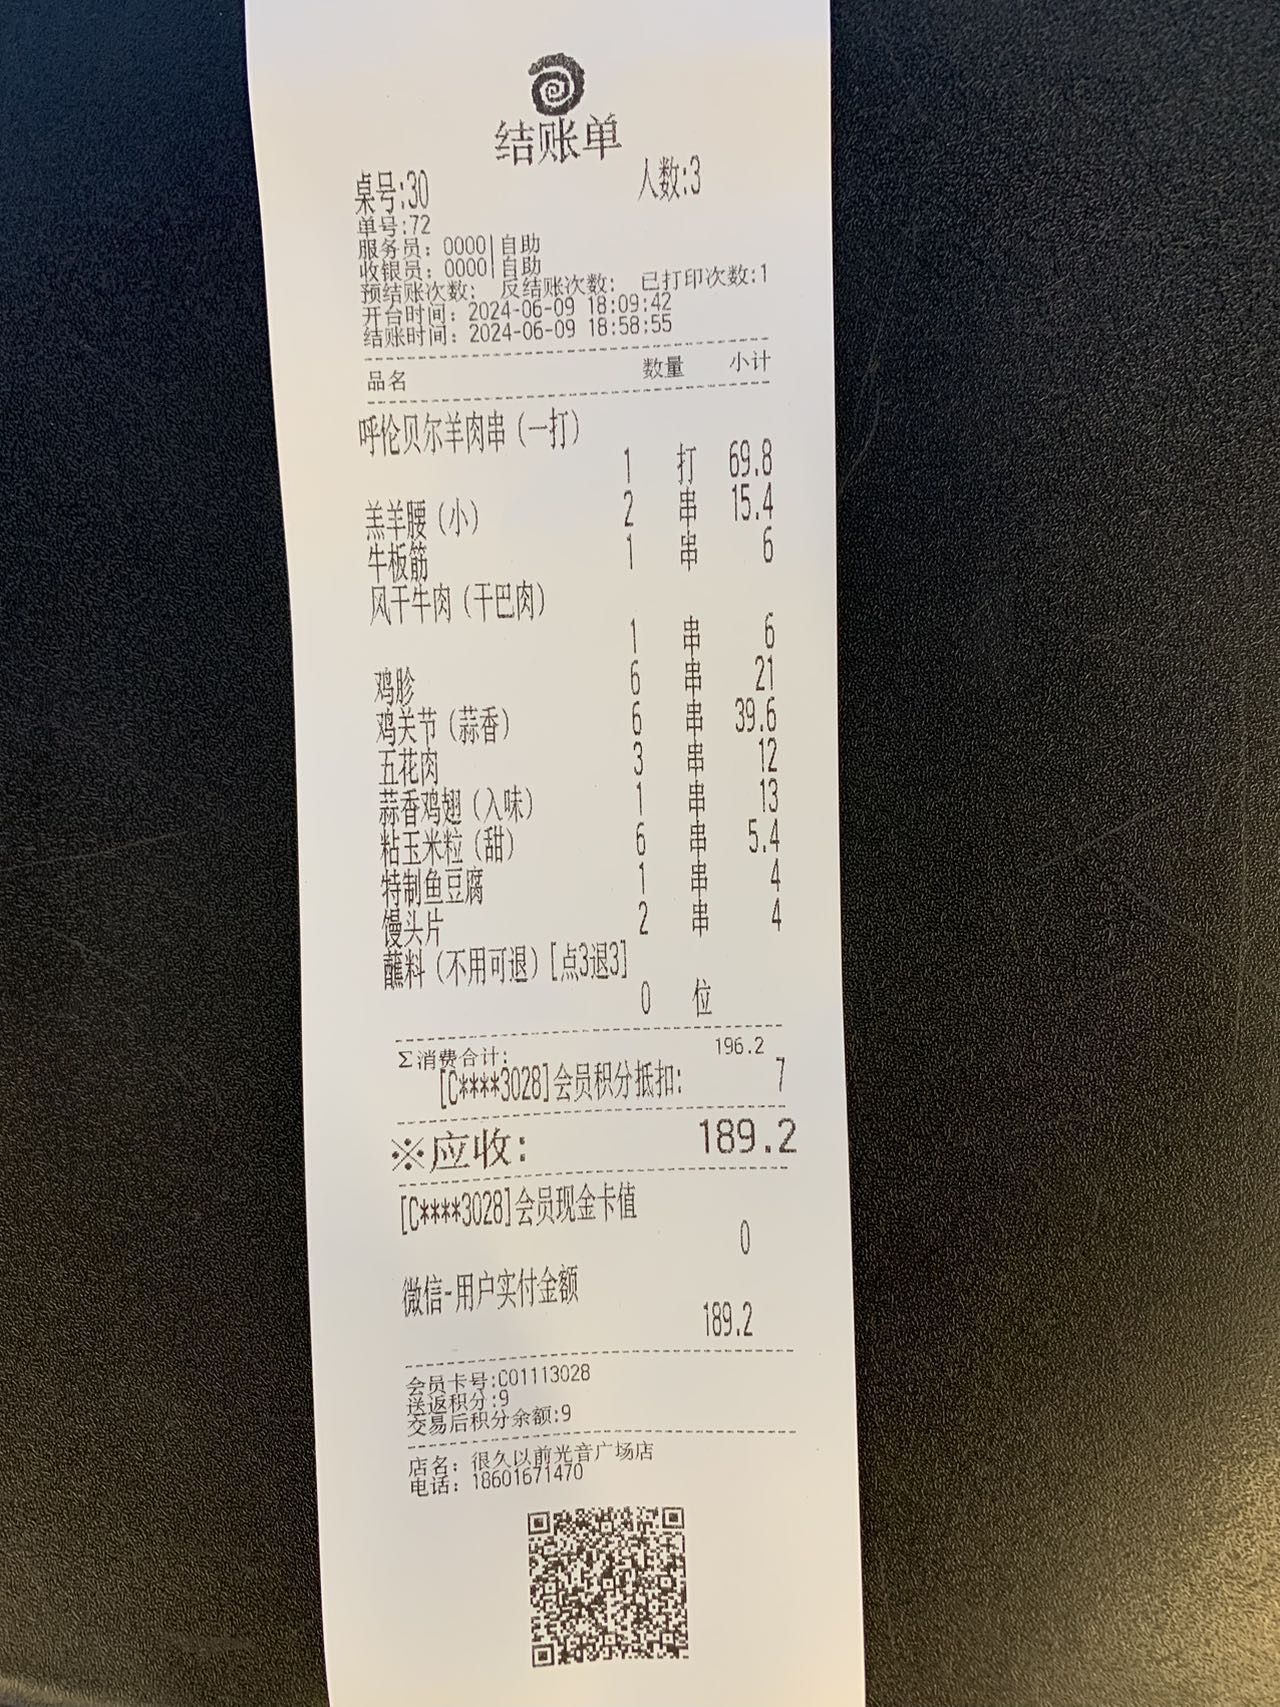 结账单
桌号:30 人数:3
单号:72
服务员: 0000|自助
收银员: 0000|自助
预结账次数: 反结账次数: 已打印次数:1
开台时间: 2024-06-09 18:09:42
结账时间: 2024-06-09 18:58:55
品名 数量 小计
呼伦贝尔羊肉串(一打)
1 打 69.8
羔羊腰(小) 2 串 15.4
牛板筋 1 串 6
风干牛肉(干巴肉)
1 串 6
鸡胗 6 串 21
鸡关节(蒜香) 6 串 39.6
五花肉 3 串 12
蒜香鸡翅(入味) 1 串 13
粘玉米粒(甜) 6 串 5.4
特制鱼豆腐 1 串 4
馒头片 2 串 4
蘸料(不用可退)[点3退3]
0 位
Σ消费合计: 196.2
[C****3028]会员积分抵扣: 7
※应收: 189.2
[C****3028]会员现金卡值
0
微信-用户实付金额
189.2
会员卡号:C01113028
送返积分:9
交易后积分余额:9
店名: 很久以前光音广场店
电话: 18601671470